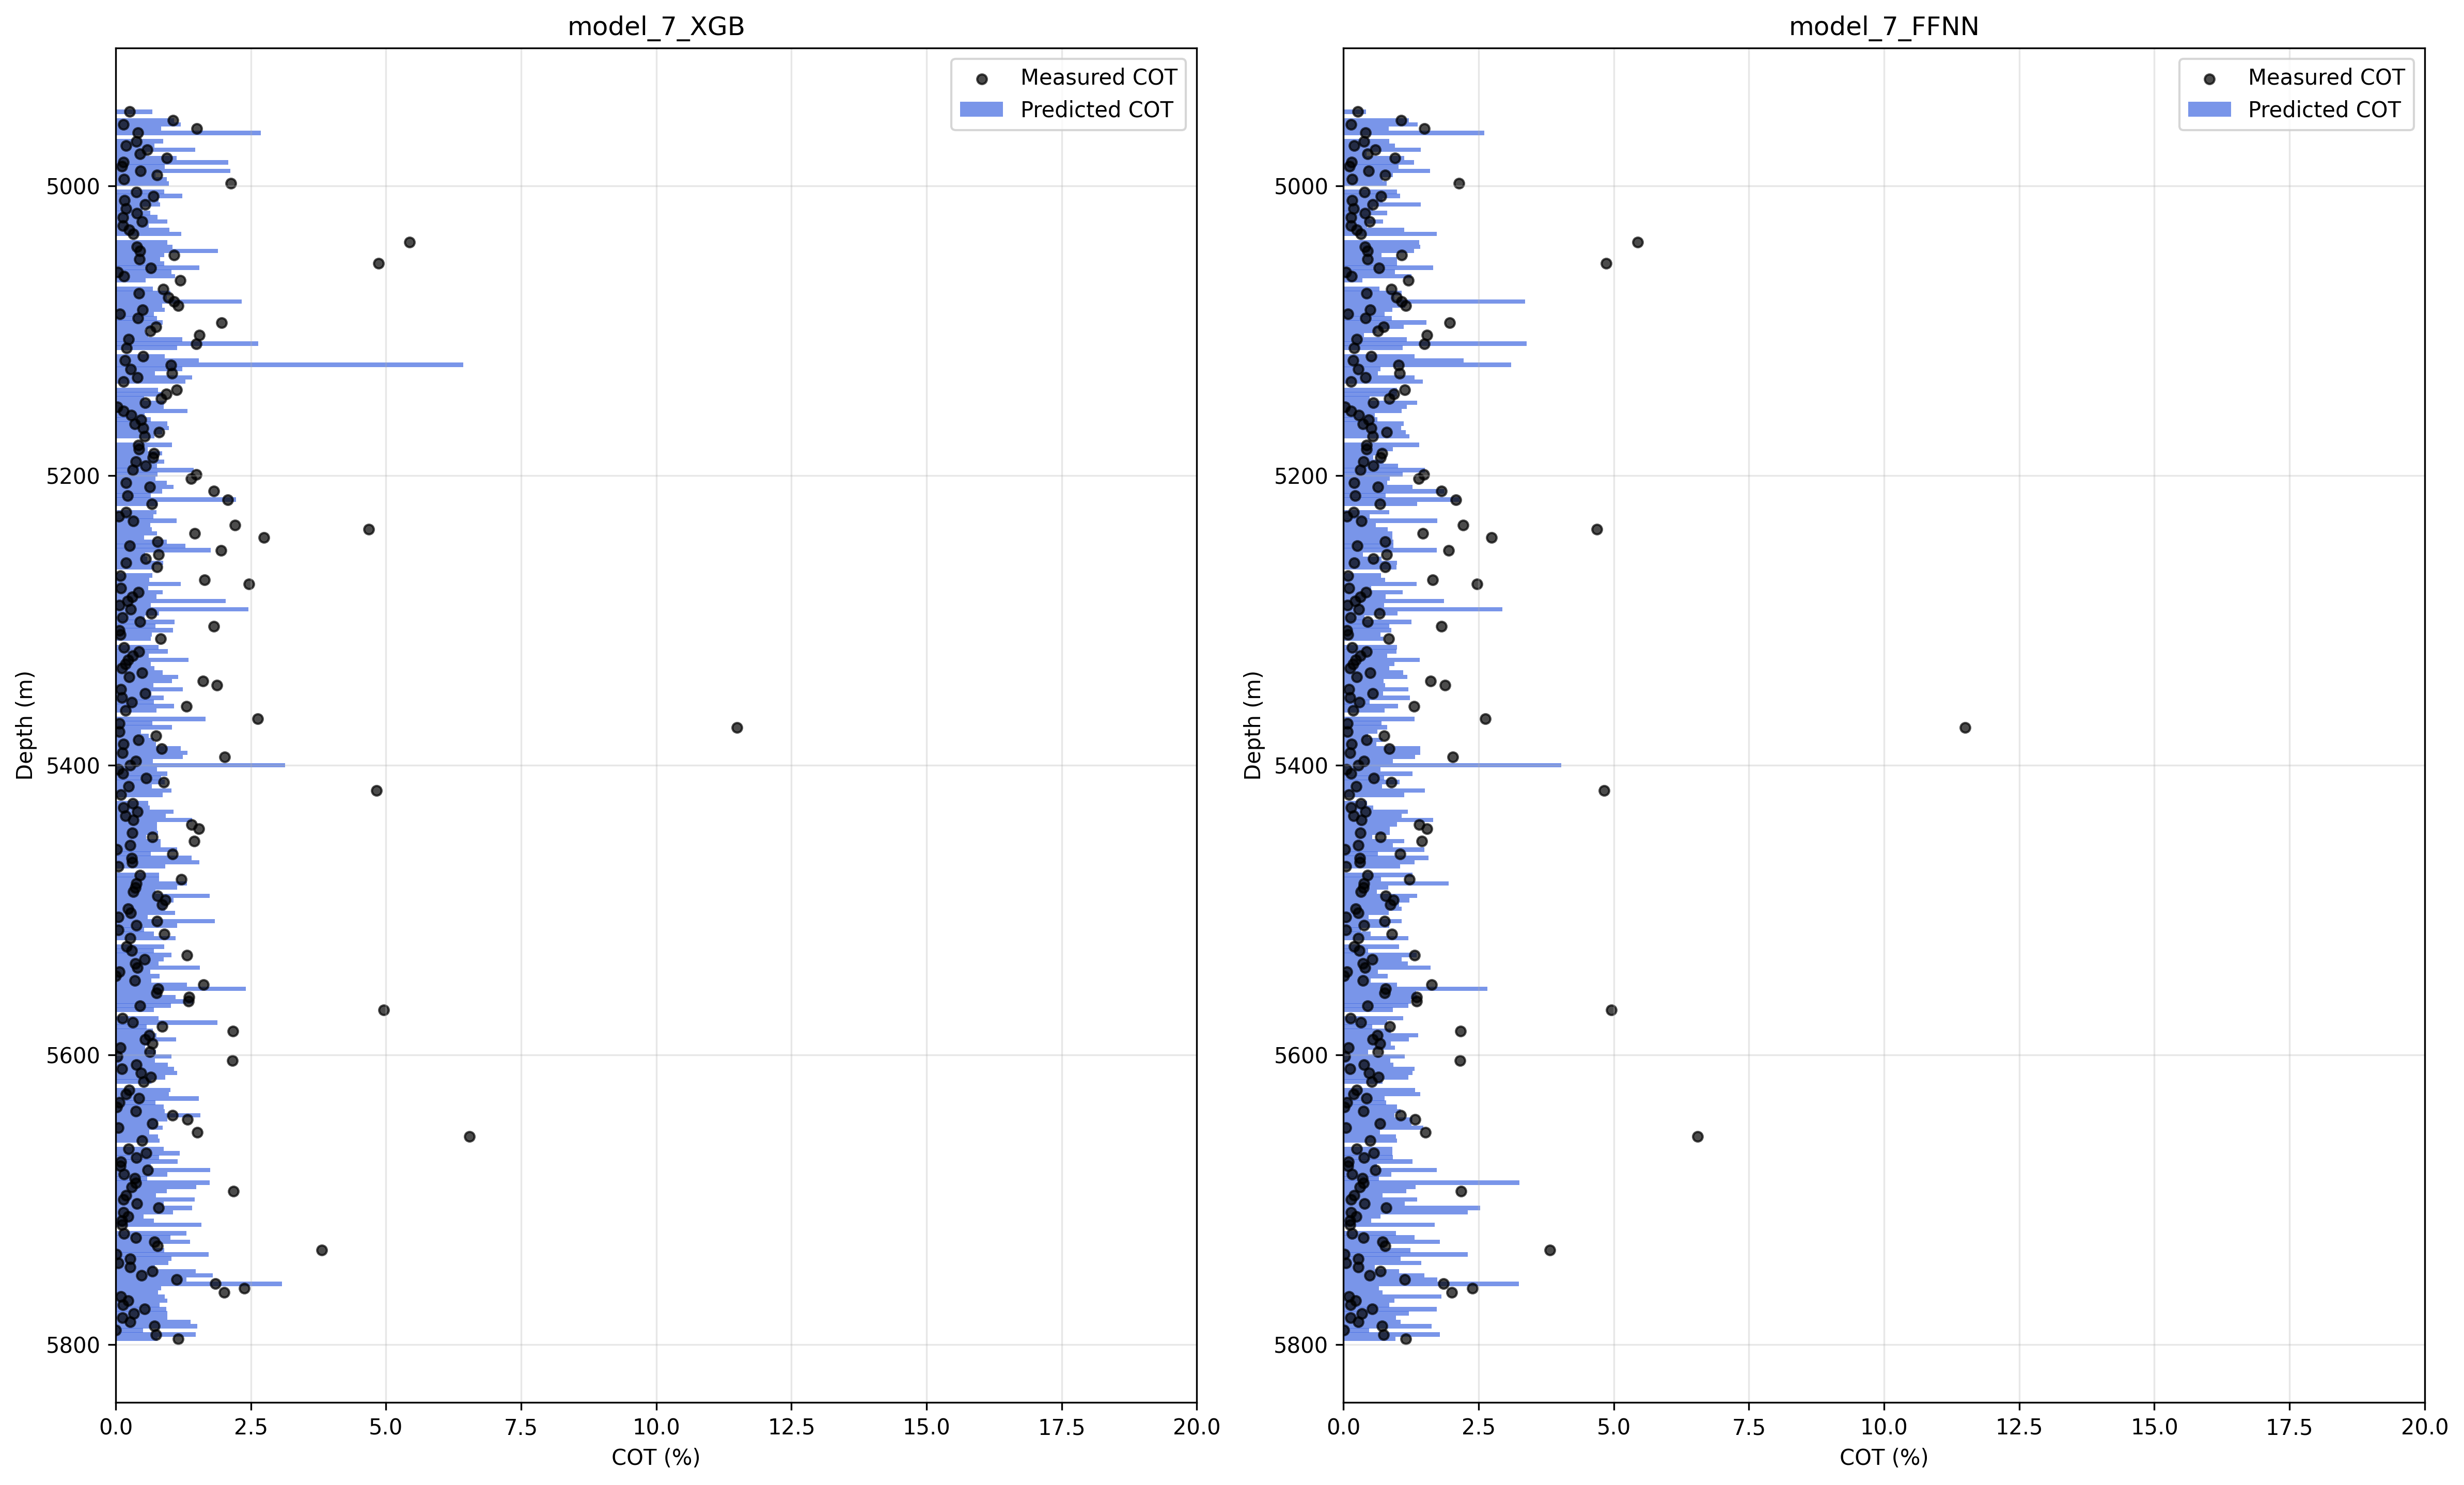 model_7_XGB
Measured COT
Predicted COT
Depth (m)
5000
5200
5400
5600
5800
0.0 2.5 5.0 7.5 10.0 12.5 15.0 17.5 20.0
COT (%)
model_7_FFNN
Measured COT
Predicted COT
Depth (m)
5000
5200
5400
5600
5800
0.0 2.5 5.0 7.5 10.0 12.5 15.0 17.5 20.0
COT (%)